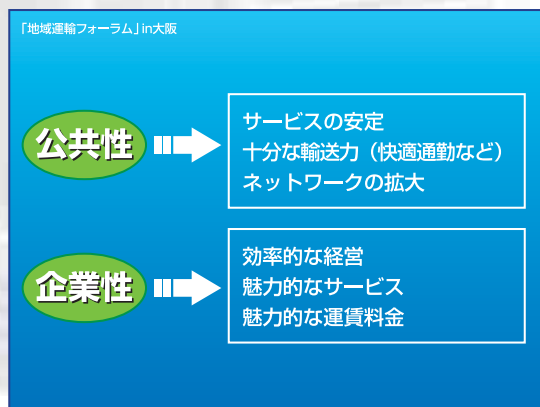 「地域運輸フォーラム」in大阪
公共性
サービスの安定
十分な輸送力（快適通勤など）
ネットワークの拡大
企業性
効率的な経営
魅力的なサービス
魅力的な運賃料金